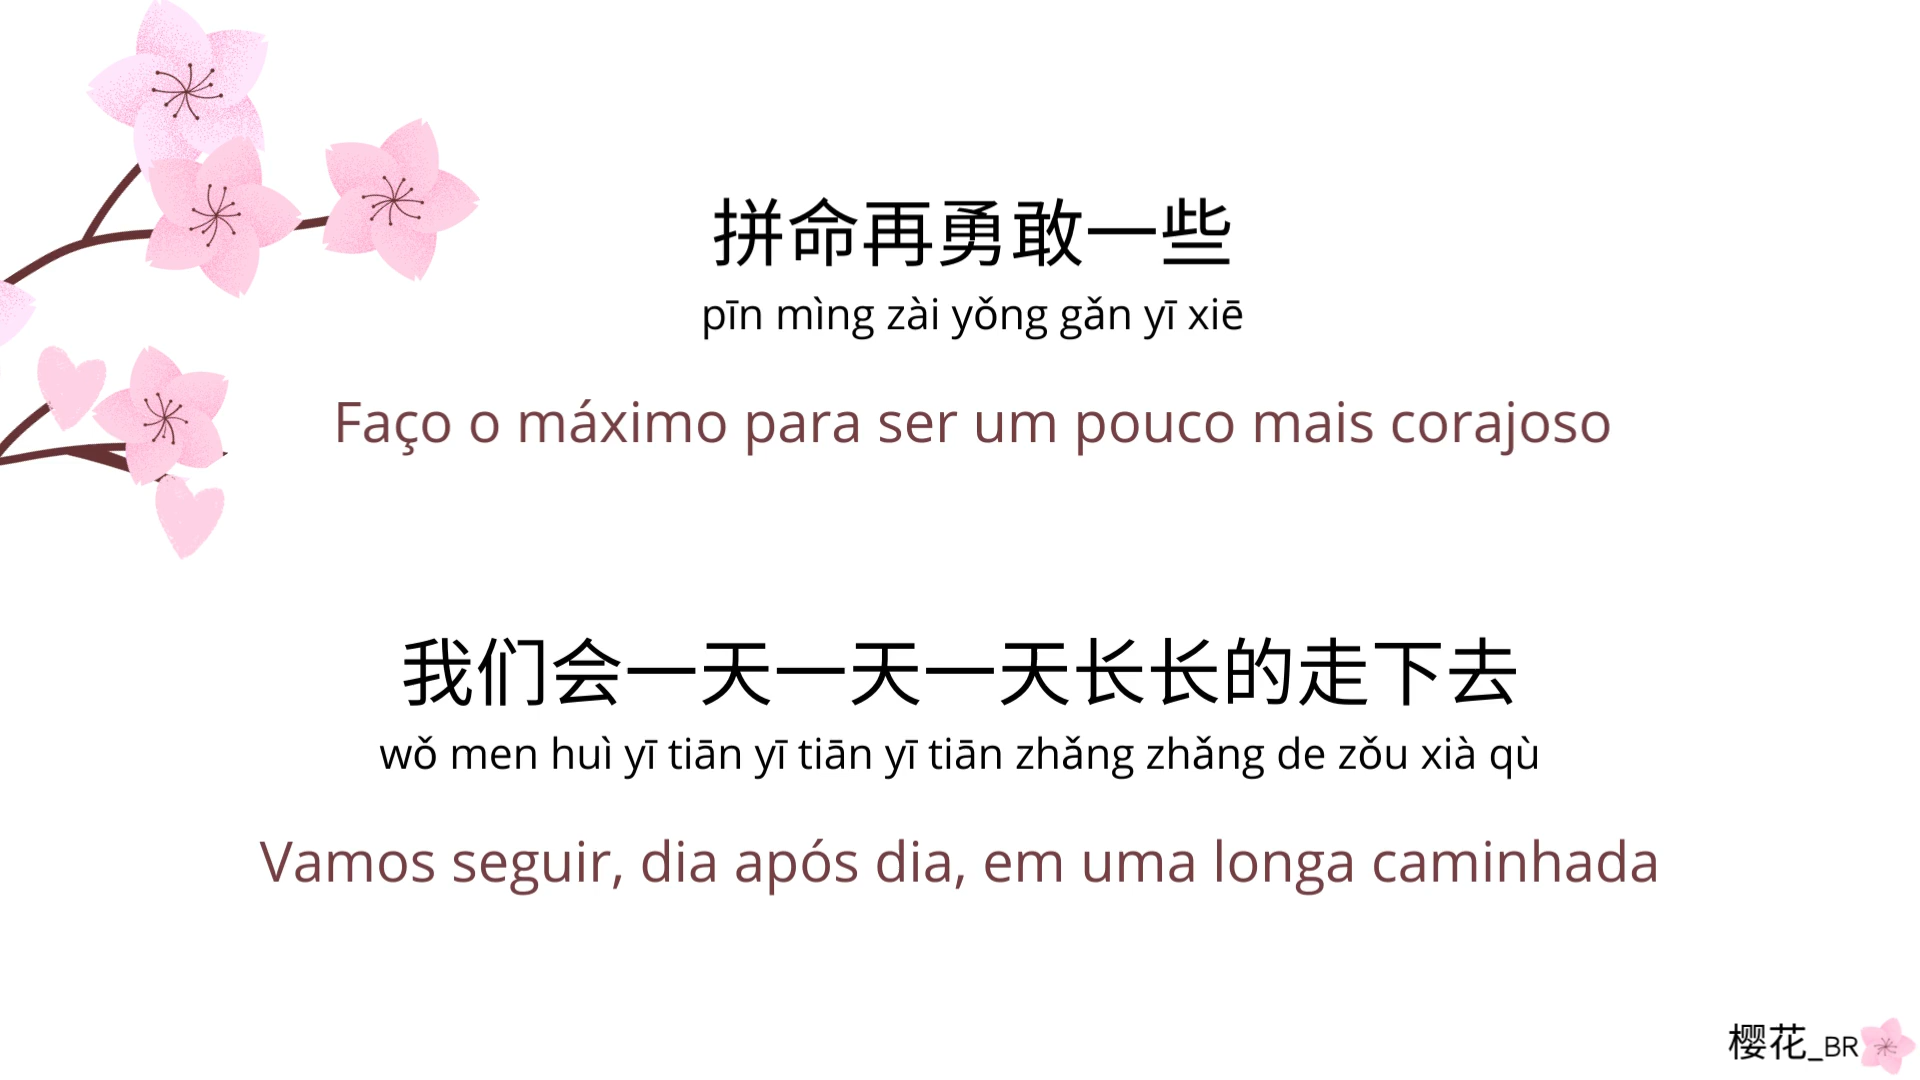 拼命再勇敢一些
pīn mìng zài yǒng gǎn yī xiē
Faço o máximo para ser um pouco mais corajoso
我们会一天一天一天长长的走下去
wǒ men huì yī tiān yī tiān yī tiān zhǎng zhǎng de zǒu xià qù
Vamos seguir, dia após dia, em uma longa caminhada
樱花_BR